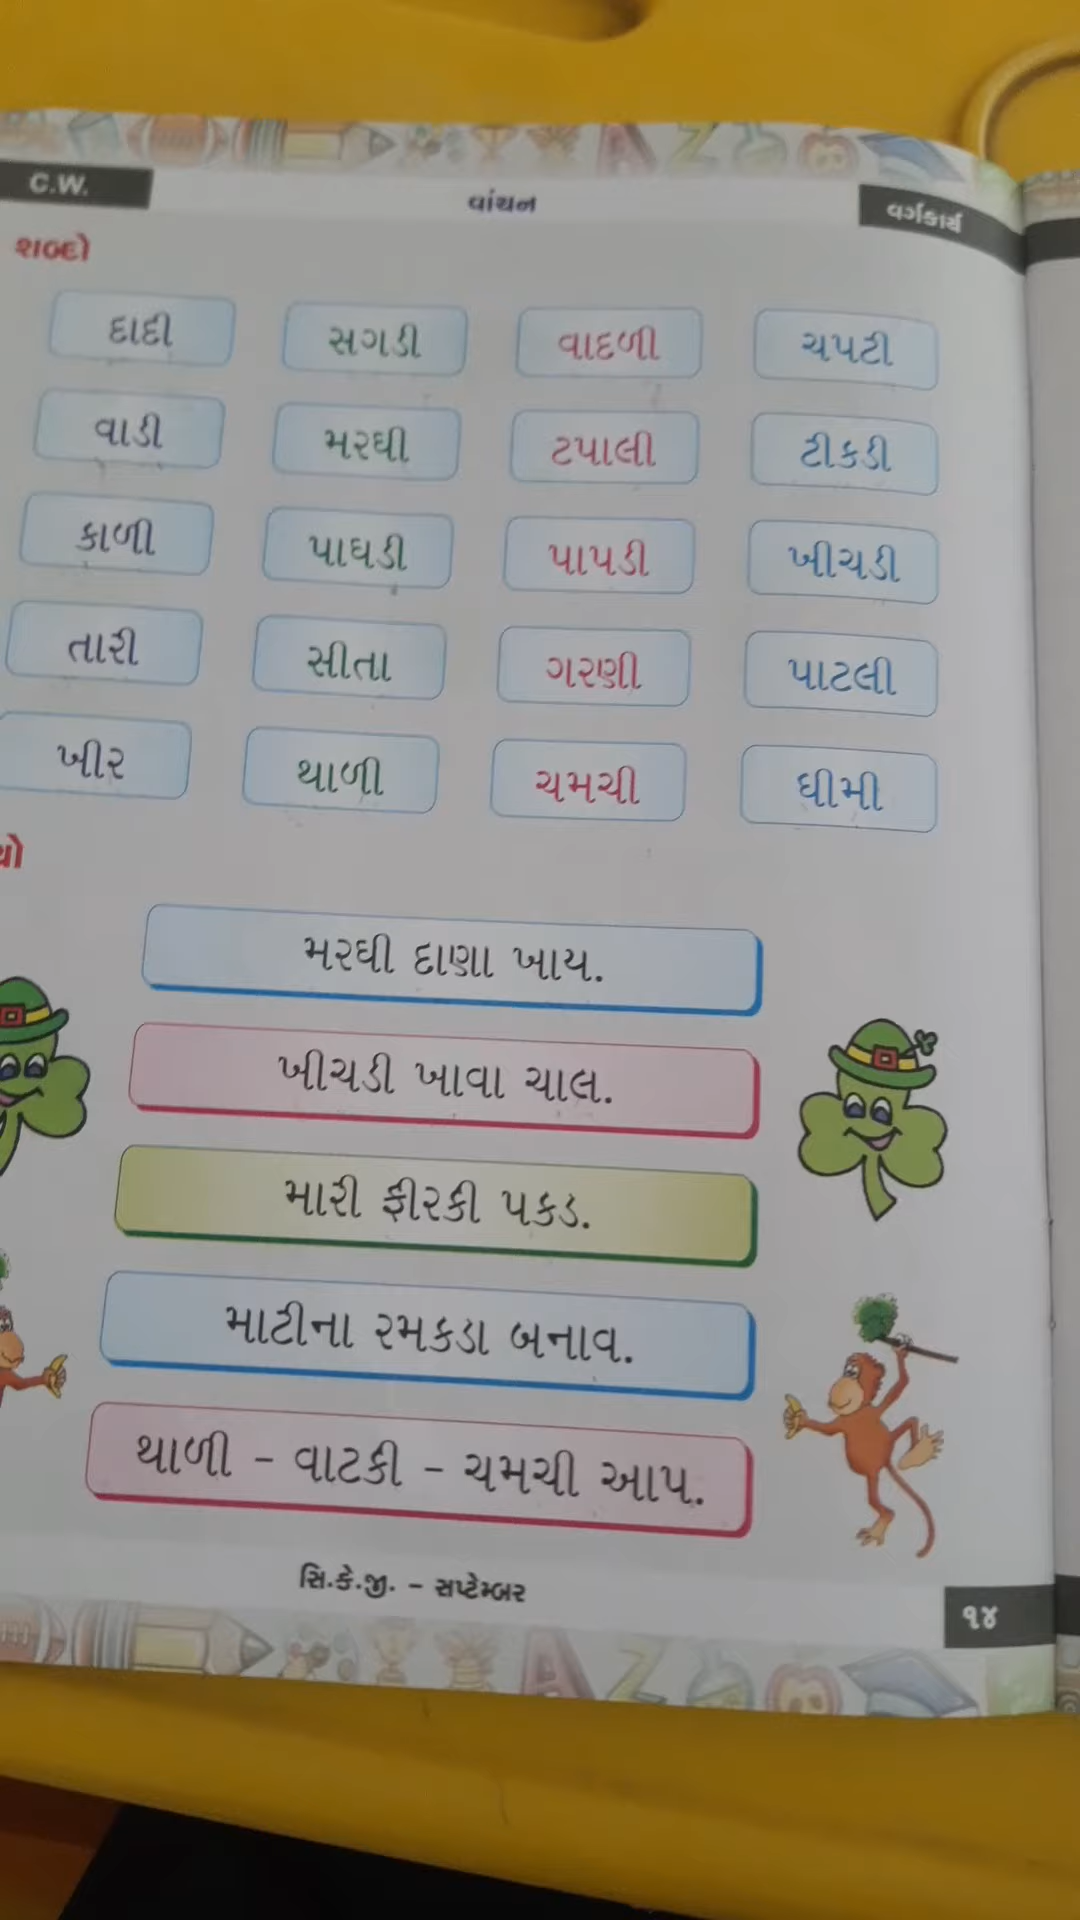 C.W. વાંચન વર્ગકાર્ય
શબ્દો
દાદી સગડી વાદળી ચપટી
વાડી મરઘી ટપાલી ટીકડી
કાળી પાઘડી પાપડી ખીચડી
તારી સીતા ગરણી પાટલી
ખીર થાળી ચમચી ધીમી
મરઘી દાણા ખાય.
ખીચડી ખાવા ચાલ.
મારી ફીરકી પકડ.
માટીના રમકડા બનાવ.
થાળી - વાટકી - ચમચી આપ.
સિ.કે.જી. - સપ્ટેમ્બર
૧૪